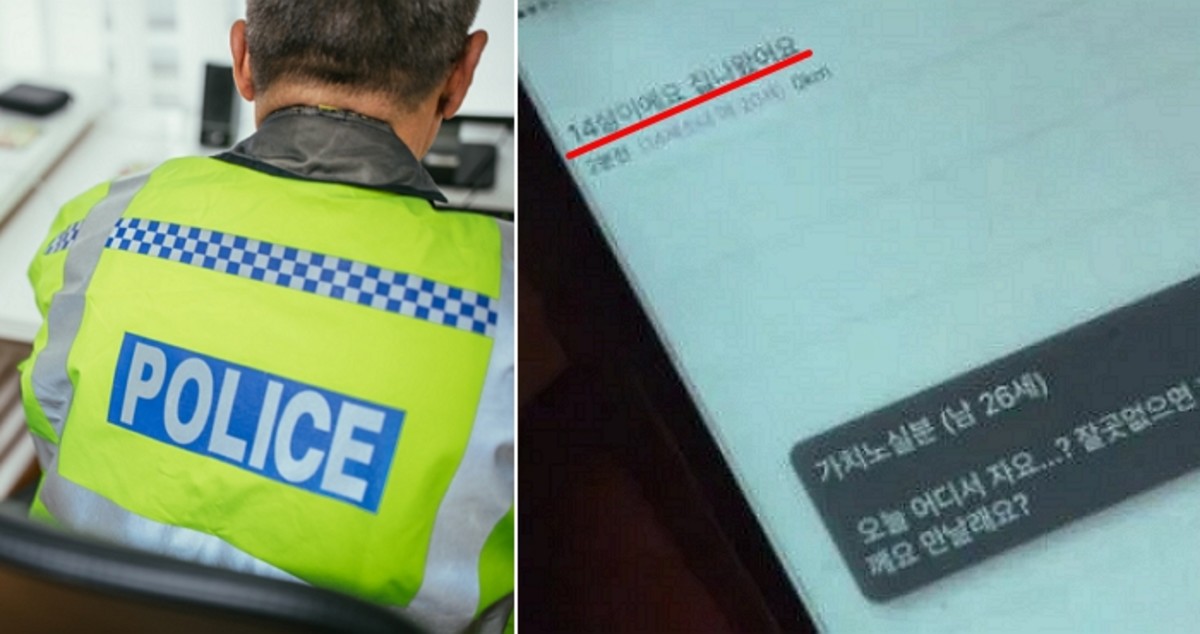 POLICE
14살이에요 집나왔어요
0km
가치노실분 (남 26세)
오늘 어디서 자요...? 잘곳없으면
깨요 만날래요?